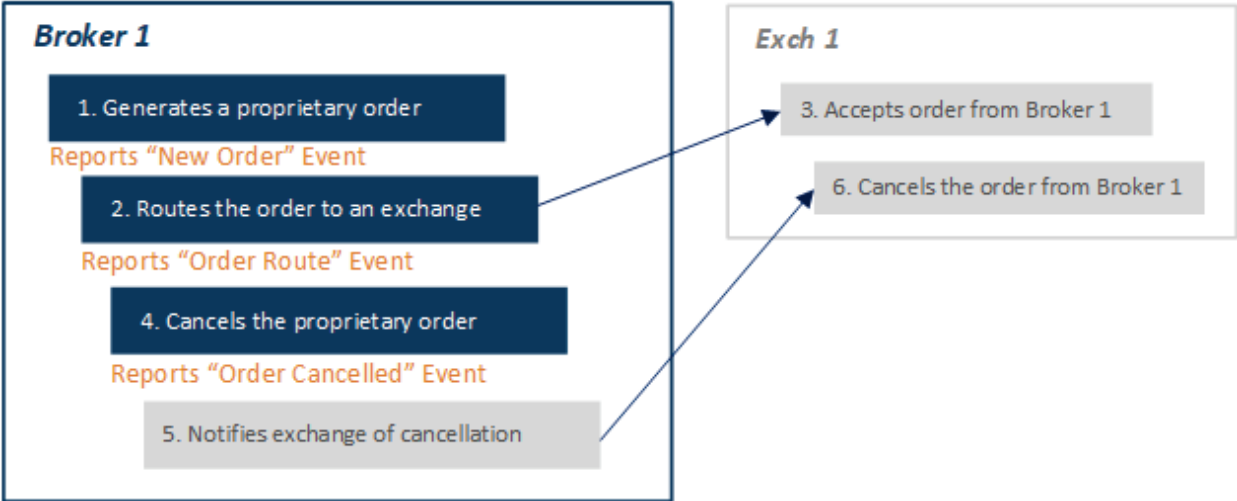 Broker 1
1. Generates a proprietary order
Reports “New Order” Event
2. Routes the order to an exchange
Reports “Order Route” Event
4. Cancels the proprietary order
Reports “Order Cancelled” Event
5. Notifies exchange of cancellation
Exch 1
3. Accepts order from Broker 1
6. Cancels the order from Broker 1